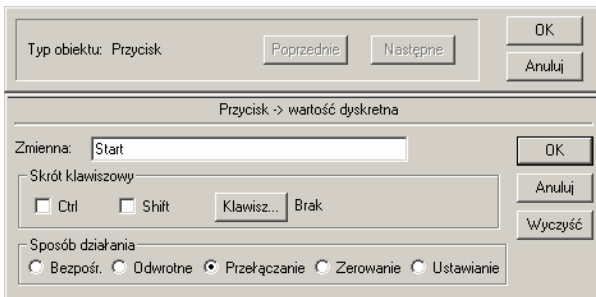 Typ obiektu: Przycisk Poprzednie Następne OK
Anuluj
Przycisk -> wartość dyskretna
Zmienna: Start OK
Skrót klawiszowy
Ctrl Shift Klawisz... Brak Anuluj
Wyczyść
Sposób działania
Bezpośr. Odwrotne Przełączanie Zerowanie Ustawianie